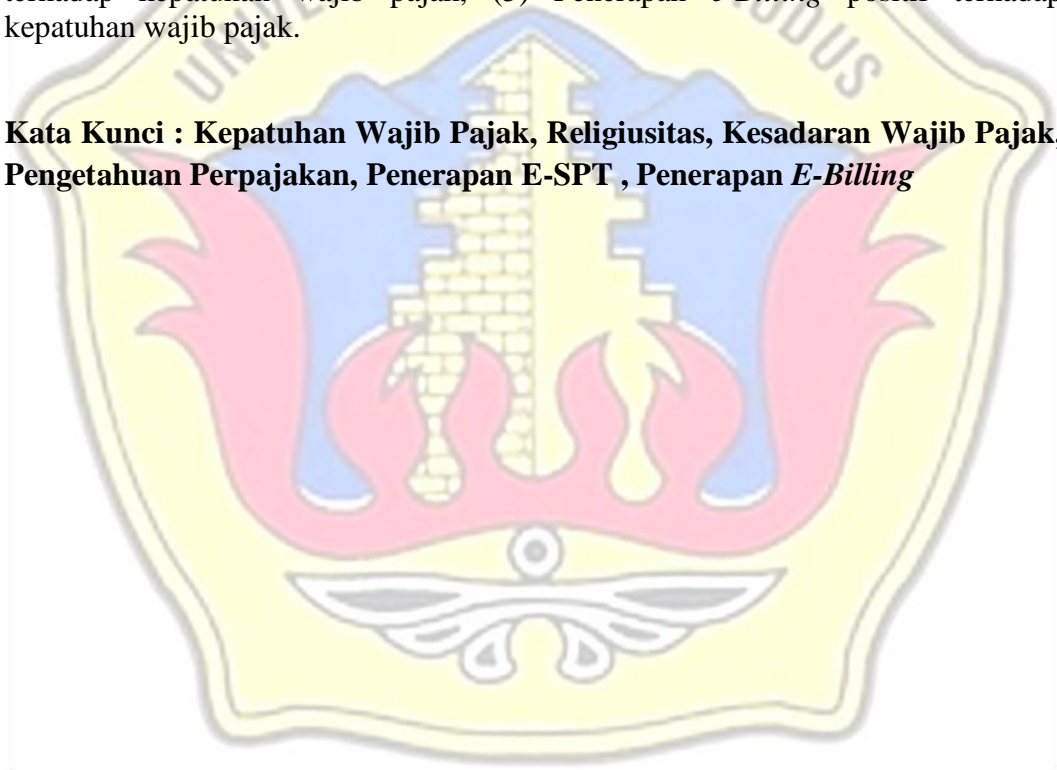 terhadap kepatuhan wajib pajak, (5) Penerapan e-Billing positif terhadap
kepatuhan wajib pajak.
Kata Kunci : Kepatuhan Wajib Pajak, Religiusitas, Kesadaran Wajib Pajak,
Pengetahuan Perpajakan, Penerapan E-SPT , Penerapan E-Billing